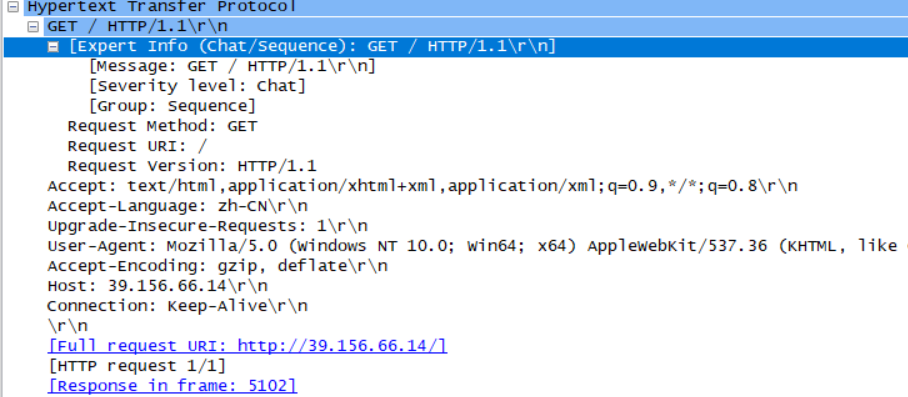 Hypertext Transfer Protocol
GET / HTTP/1.1\r\n
[Expert Info (Chat/Sequence): GET / HTTP/1.1\r\n]
[Message: GET / HTTP/1.1\r\n]
[Severity level: Chat]
[Group: Sequence]
Request Method: GET
Request URI: /
Request Version: HTTP/1.1
Accept: text/html,application/xhtml+xml,application/xml;q=0.9,*/*;q=0.8\r\n
Accept-Language: zh-CN\r\n
Upgrade-Insecure-Requests: 1\r\n
User-Agent: Mozilla/5.0 (Windows NT 10.0; Win64; x64) AppleWebKit/537.36 (KHTML, like
Accept-Encoding: gzip, deflate\r\n
Host: 39.156.66.14\r\n
Connection: Keep-Alive\r\n
\r\n
[Full request URI: http://39.156.66.14/]
[HTTP request 1/1]
[Response in frame: 5102]